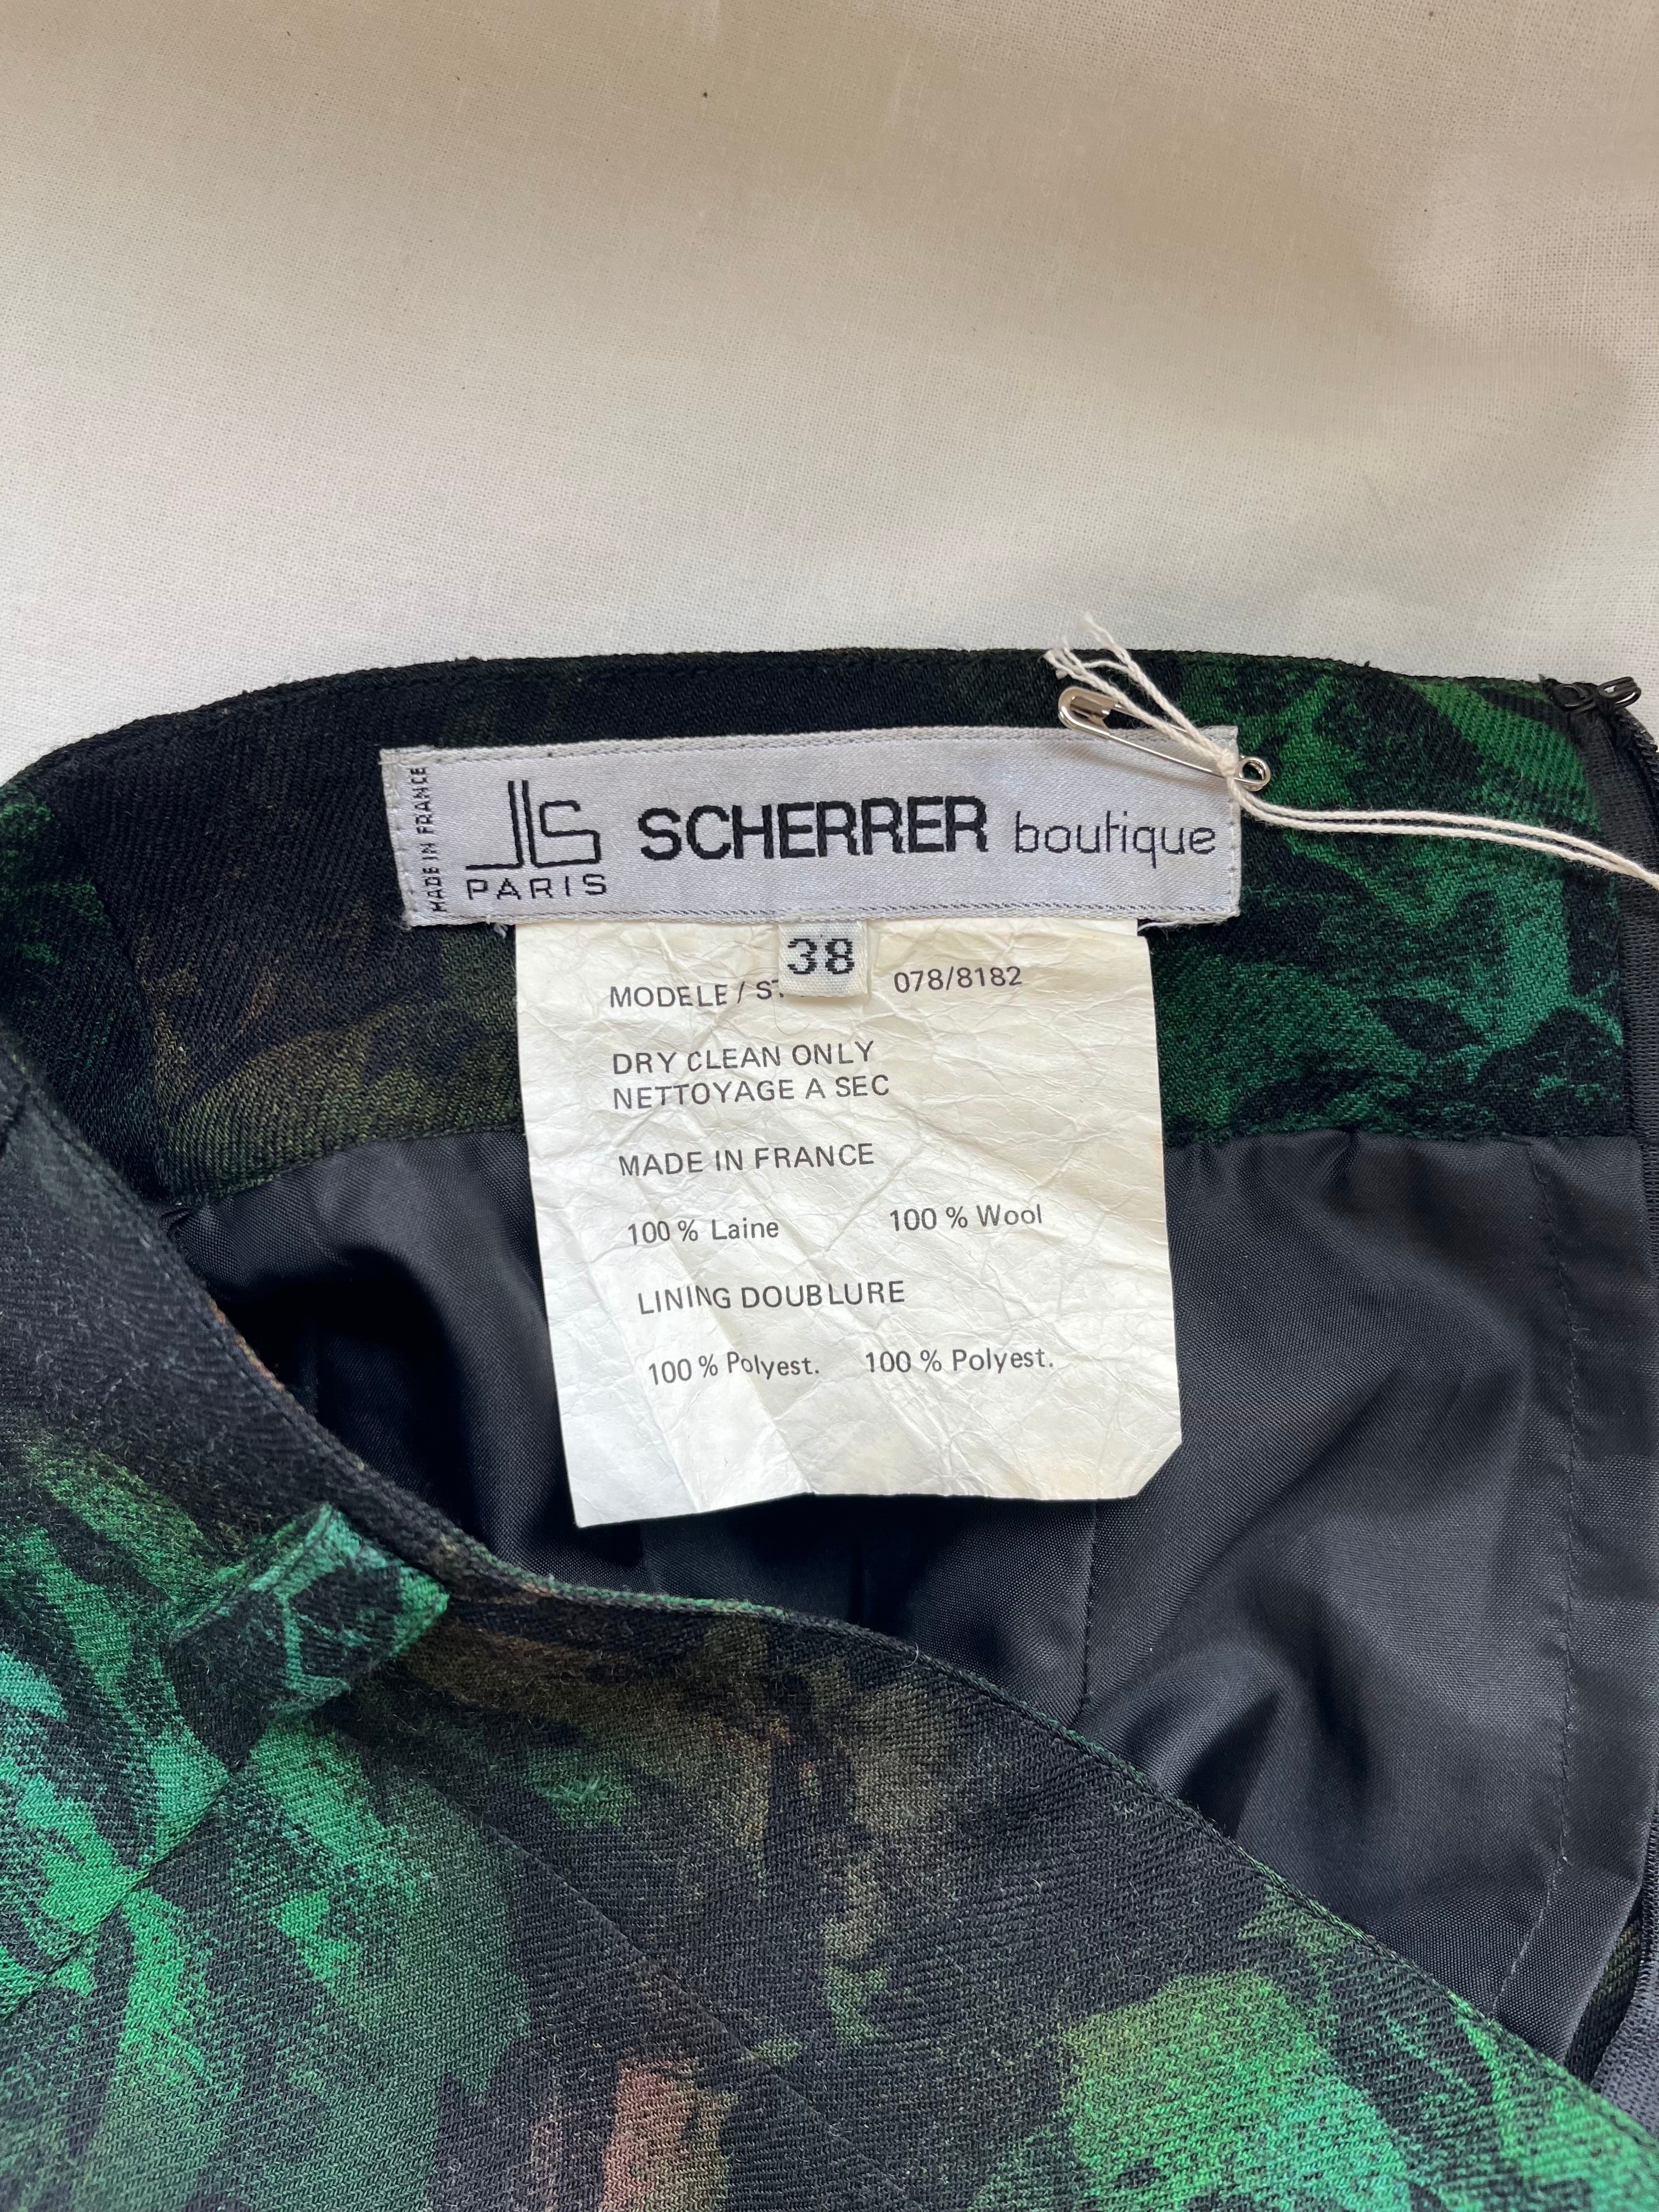 MADE IN FRANCE
JLS
PARIS
SCHERRER boutique
38
MODELE / 078/8182
DRY CLEAN ONLY
NETTOYAGE A SEC
MADE IN FRANCE
100 % Laine 100 % Wool
LINING DOUBLURE
100 % Polyest. 100 % Polyest.